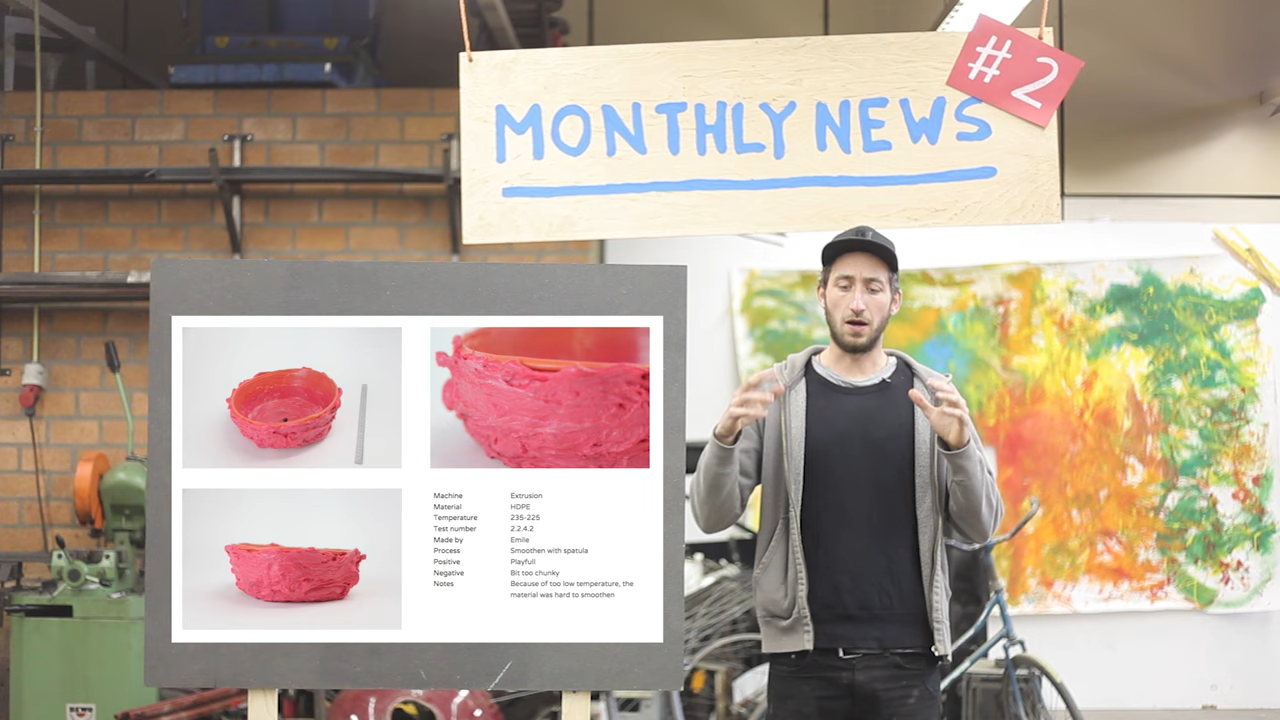 #2
MONTHLY NEWS
Machine Extrusion
Material HDPE
Temperature 235-225
Test number 2.2.4.2
Made by Emile
Process Smoothen with spatula
Positive Playfull
Negative Bit too chunky
Notes Because of too low temperature, the
material was hard to smoothen